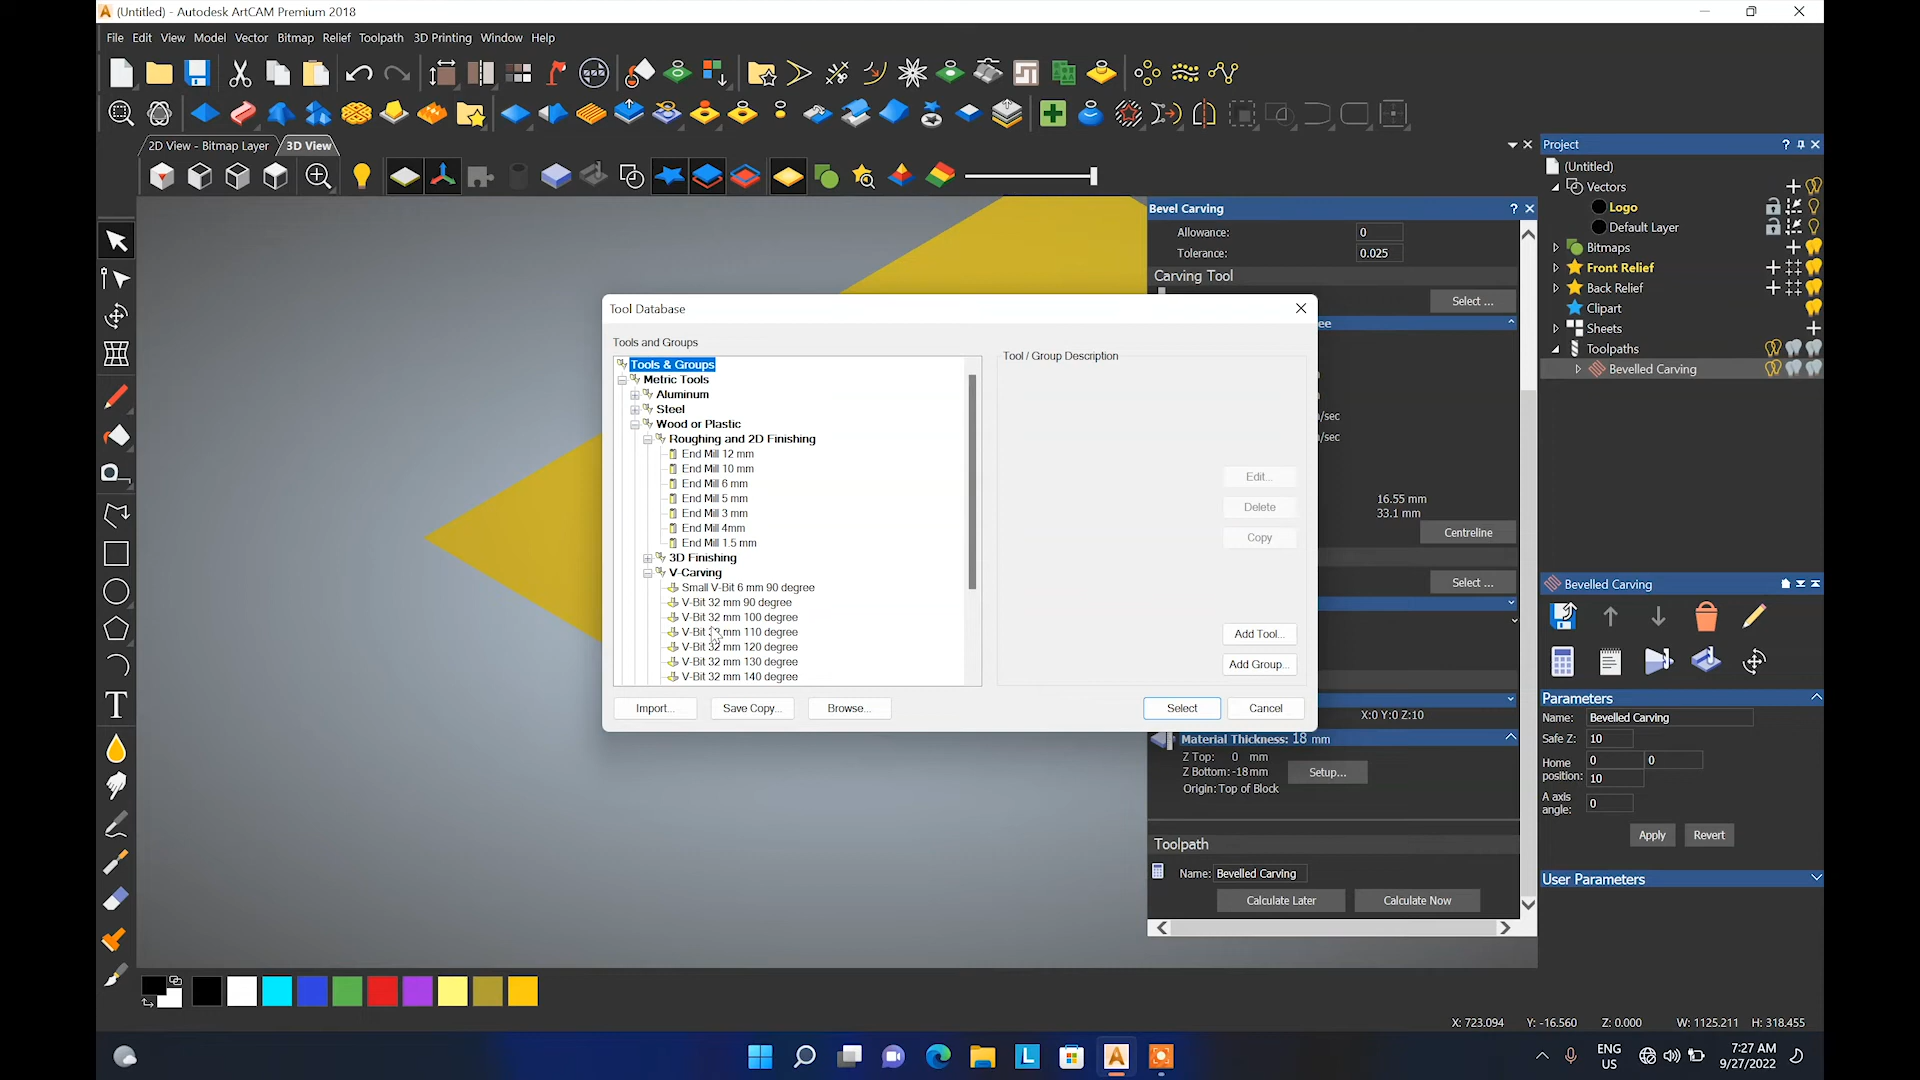 (Untitled) - Autodesk ArtCAM Premium 2018
File Edit View Model Vector Bitmap Relief Toolpath 3D Printing Window Help
2D View - Bitmap Layer 3D View
Project
(Untitled)
Vectors
Logo
Default Layer
Bitmaps
Front Relief
Back Relief
Clipart
Sheets
Toolpaths
Bevelled Carving
Bevel Carving
Allowance: 0
Tolerance: 0.025
Carving Tool
Select ...
ee
/sec
/sec
16.55 mm
33.1 mm
Centreline
Select ...
X:0 Y:0 Z:10
Material Thickness: 18 mm
Z Top: 0 mm
Z Bottom: -18 mm
Setup...
Origin: Top of Block
Toolpath
Name: Bevelled Carving
Calculate Later Calculate Now
Tool Database
Tools and Groups
Tool / Group Description
Tools & Groups
Metric Tools
Aluminum
Steel
Wood or Plastic
Roughing and 2D Finishing
End Mill 12 mm
End Mill 10 mm
End Mill 6 mm
End Mill 5 mm
End Mill 3 mm
End Mill 4mm
End Mill 1.5 mm
3D Finishing
V-Carving
Small V-Bit 6 mm 90 degree
V-Bit 32 mm 90 degree
V-Bit 32 mm 100 degree
V-Bit 32 mm 110 degree
V-Bit 32 mm 120 degree
V-Bit 32 mm 130 degree
V-Bit 32 mm 140 degree
Edit...
Delete
Copy
Add Tool...
Add Group...
Import... Save Copy... Browse... Select Cancel
Bevelled Carving
Parameters
Name: Bevelled Carving
Safe Z: 10
Home position: 0 0
10
A axis angle: 0
Apply Revert
User Parameters
X: 723.094 Y: -16.560 Z: 0.000 W: 1125.211 H: 318.455
ENG
US
7:27 AM
9/27/2022